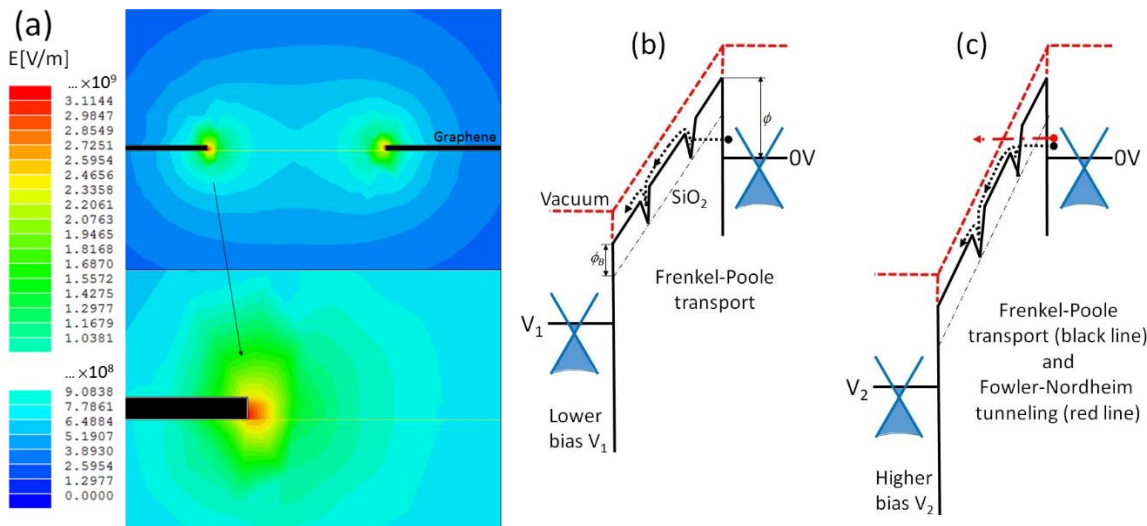 (a)
E[V/m]
...×10⁹
3.1144
2.9847
2.8549
2.7251
2.5954
2.4656
2.3358
2.2061
2.0763
1.9465
1.8168
1.6870
1.5572
1.4275
1.2977
1.1679
1.0381
...×10⁸
9.0838
7.7861
6.4884
5.1907
3.8930
2.5954
1.2977
0.0000
Graphene
(b)
ϕ
0V
Vacuum
SiO₂
ϕB
Frenkel-Poole
transport
V₁
Lower
bias V₁
(c)
0V
Frenkel-Poole
transport (black line)
and
Fowler-Nordheim
tunneling (red line)
V₂
Higher
bias V₂